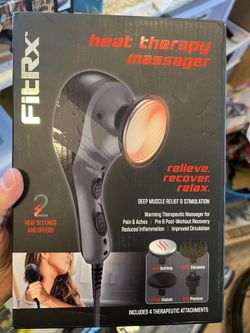 FitRx
heat therapy
massager
relieve.
recover.
relax.
DEEP MUSCLE RELIEF & STIMULATION
Warming Therapeutic Massager for
Pain & Aches | Pre & Post-Workout Recovery
Reduced Inflammation | Improved Circulation
2
HEAT SETTINGS
AND SPEEDS
INCLUDES 4 THERAPEUTIC ATTACHMENTS